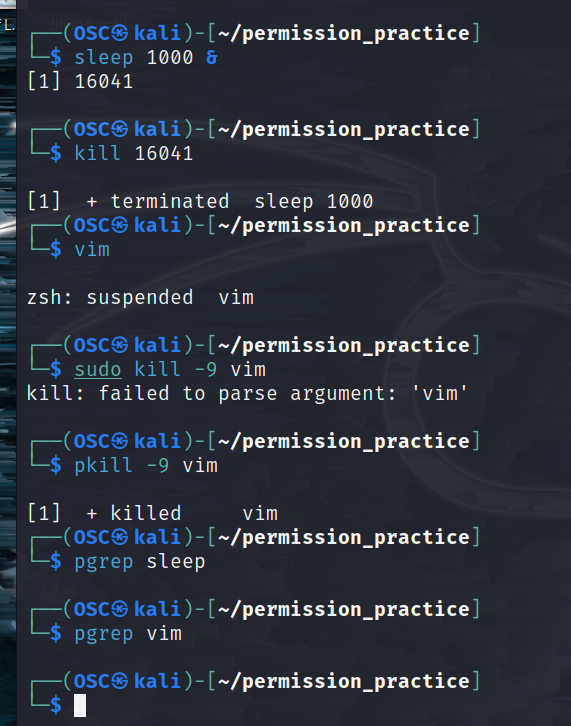 f L..
┌──(OSC㉿kali)-[~/permission_practice]
└─$ sleep 1000 &
[1] 16041
┌──(OSC㉿kali)-[~/permission_practice]
└─$ kill 16041
[1]  + terminated  sleep 1000
┌──(OSC㉿kali)-[~/permission_practice]
└─$ vim
zsh: suspended  vim
┌──(OSC㉿kali)-[~/permission_practice]
└─$ sudo kill -9 vim
kill: failed to parse argument: 'vim'
┌──(OSC㉿kali)-[~/permission_practice]
└─$ pkill -9 vim
[1]  + killed     vim
┌──(OSC㉿kali)-[~/permission_practice]
└─$ pgrep sleep
┌──(OSC㉿kali)-[~/permission_practice]
└─$ pgrep vim
┌──(OSC㉿kali)-[~/permission_practice]
└─$